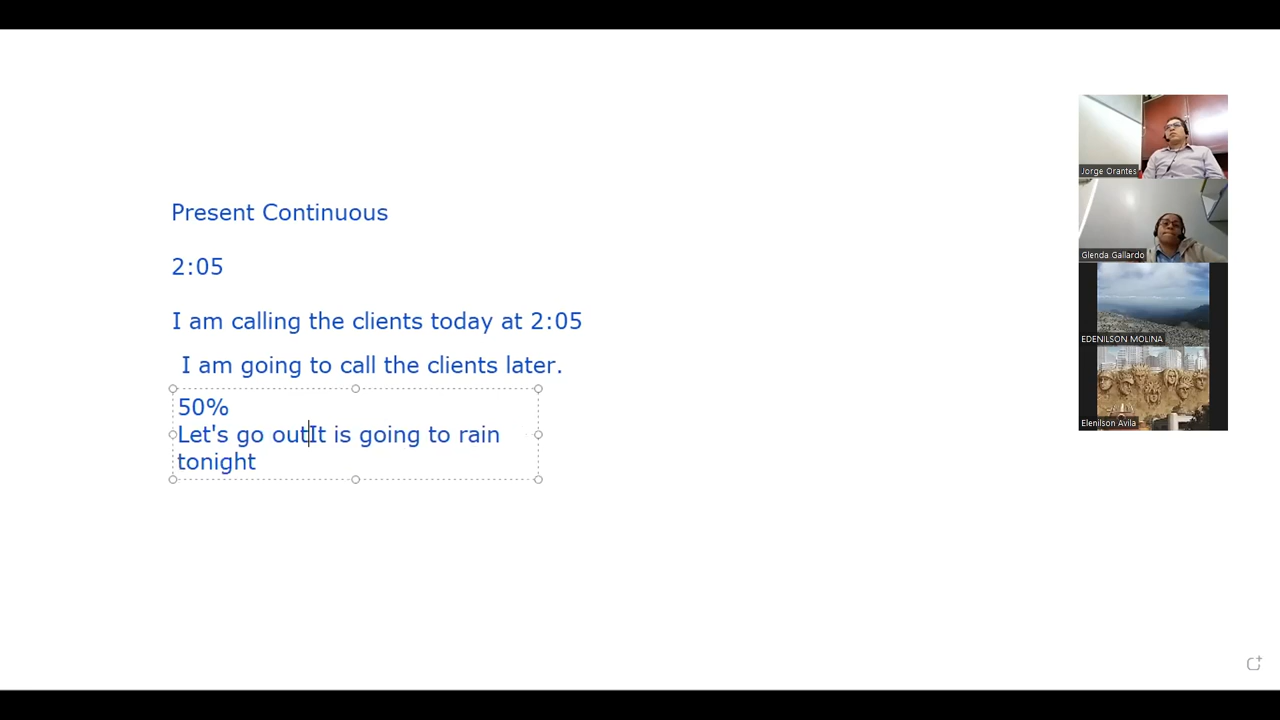 Present Continuous
2:05
I am calling the clients today at 2:05
I am going to call the clients later.
50%
Let's go outIt is going to rain
tonight
Jorge Orantes
Glenda Gallardo
EDENILSON MOLINA
Elenilson Avila